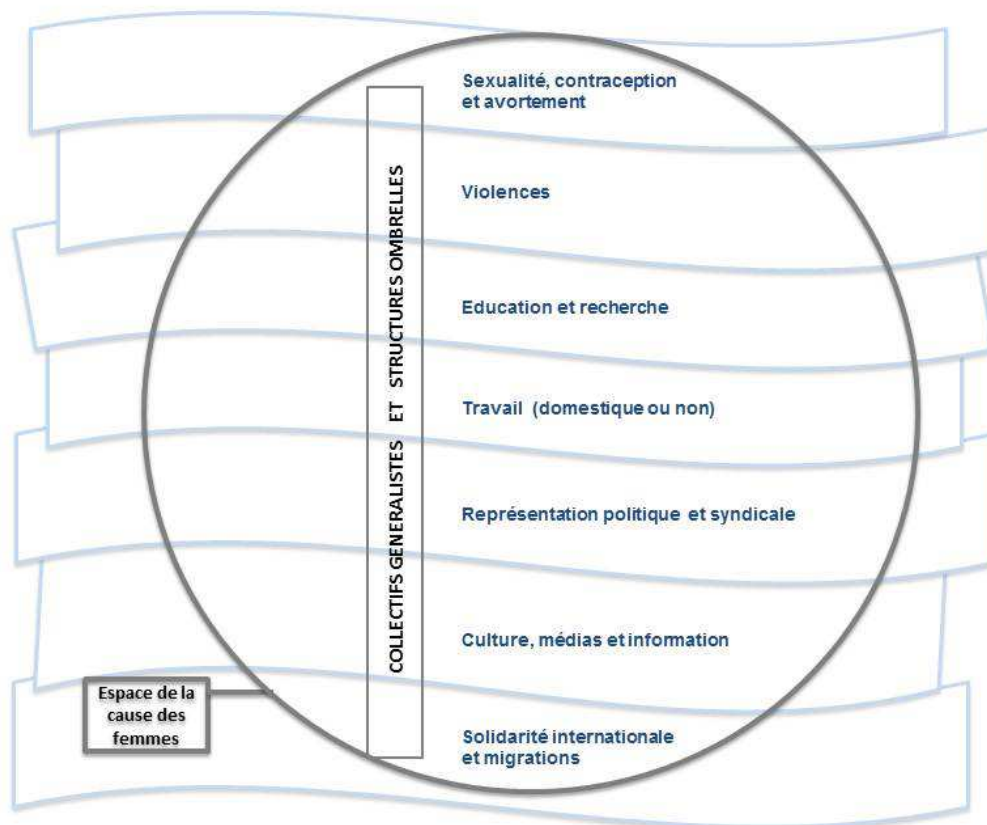 Sexualité, contraception
et avortement
Violences
Education et recherche
Travail (domestique ou non)
Représentation politique et syndicale
Culture, médias et information
Solidarité internationale
et migrations
COLLECTIFS GENERALISTES ET STRUCTURES OMBRELLES
Espace de la
cause des
femmes